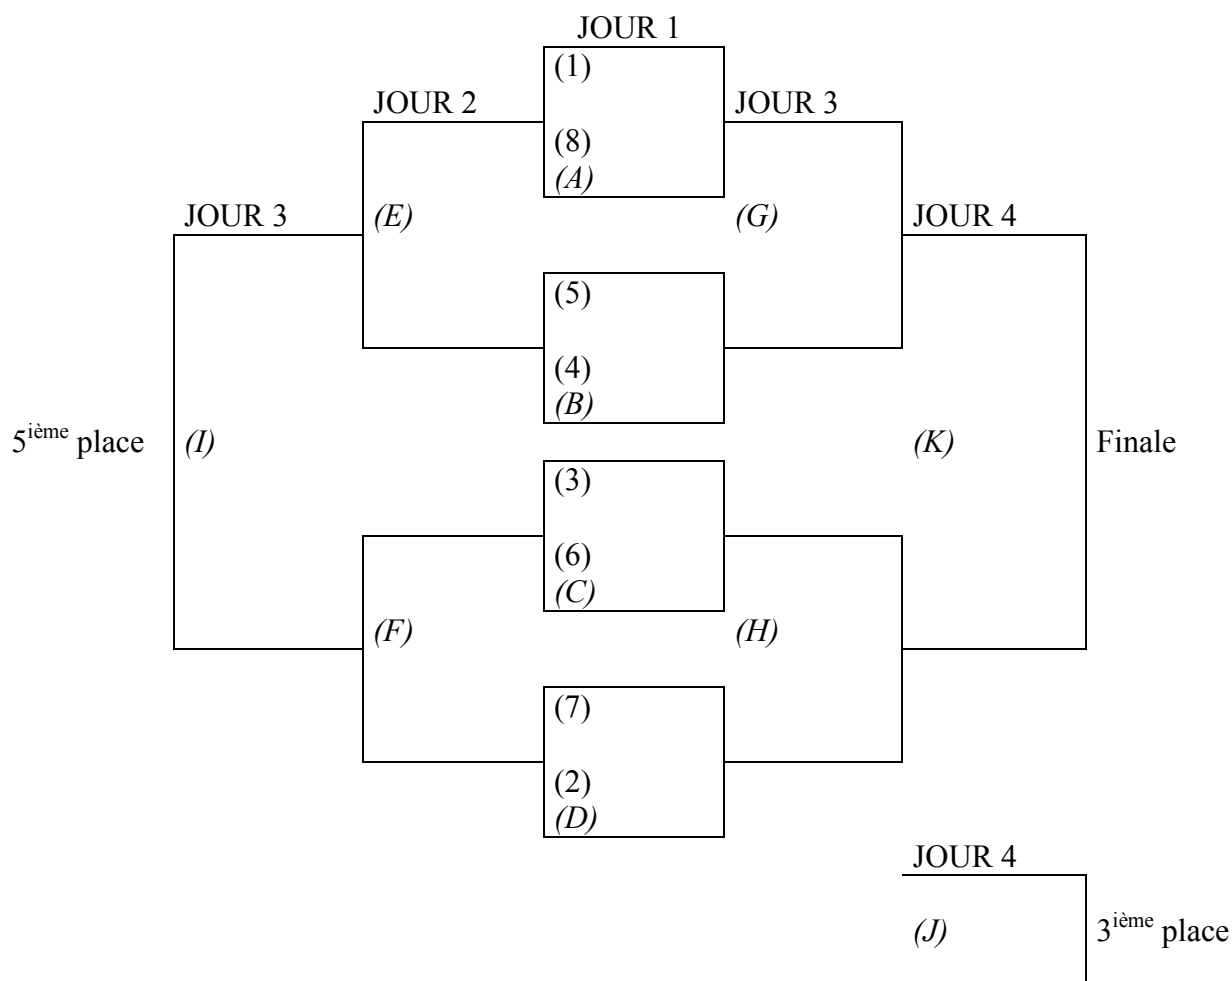 JOUR 1
(1)
JOUR 2
JOUR 3
(8)
(A)
JOUR 3
(E)
(G)
JOUR 4
(5)
(4)
(B)
5ième place
(I)
(K)
Finale
(3)
(6)
(C)
(F)
(H)
(7)
(2)
(D)
JOUR 4
(J)
3ième place